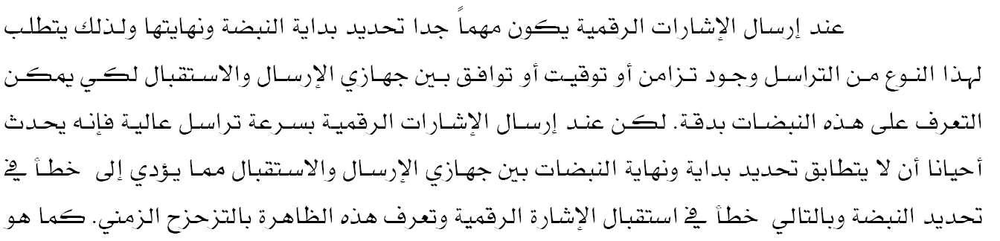 عند إرسال الإشارات الرقمية يكون مهماً جدا تحديد بداية النبضة ونهايتها ولذلك يتطلب
لهذا النوع من التراسل وجود تزامن أو توقيت أو توافق بين جهازي الإرسال والاستقبال لكي يمكن
التعرف على هذه النبضات بدقة. لكن عند إرسال الإشارات الرقمية بسرعة تراسل عالية فإنه يحدث
أحيانا أن لا يتطابق تحديد بداية ونهاية النبضات بين جهازي الإرسال والاستقبال مما يؤدي إلى خطأ في
تحديد النبضة وبالتالي خطأ في استقبال الإشارة الرقمية وتعرف هذه الظاهرة بالتزحزح الزمني. كما هو